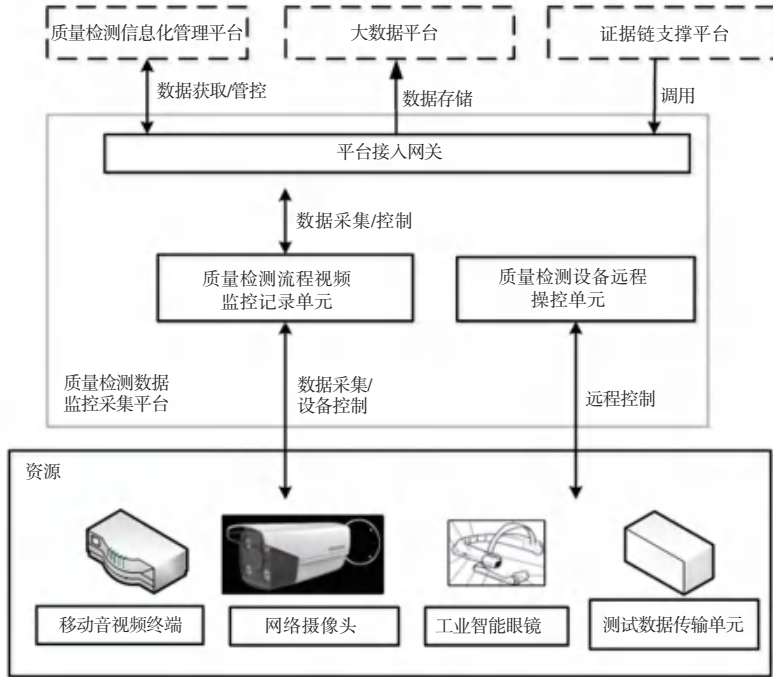 质量检测信息化管理平台
大数据平台
证据链支撑平台
数据获取/管控
数据存储
调用
平台接入网关
数据采集/控制
质量检测流程视频
监控记录单元
质量检测设备远程
操控单元
质量检测数据
监控采集平台
数据采集/
设备控制
远程控制
资源
移动音视频终端
网络摄像头
工业智能眼镜
测试数据传输单元